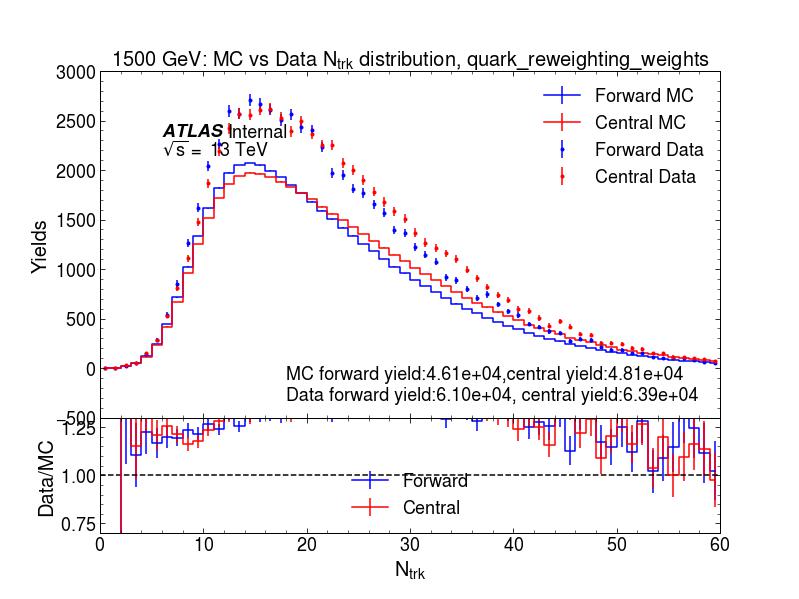 1500 GeV: MC vs Data Ntrk distribution, quark_reweighting_weights
3000
2500
2000
1500
1000
500
0
−500
Yields
ATLAS Internal
√s = 13 TeV
Forward MC
Central MC
Forward Data
Central Data
MC forward yield:4.61e+04,central yield:4.81e+04
Data forward yield:6.10e+04, central yield:6.39e+04
1.25
1.00
0.75
Data/MC
Forward
Central
0 10 20 30 40 50 60
Ntrk